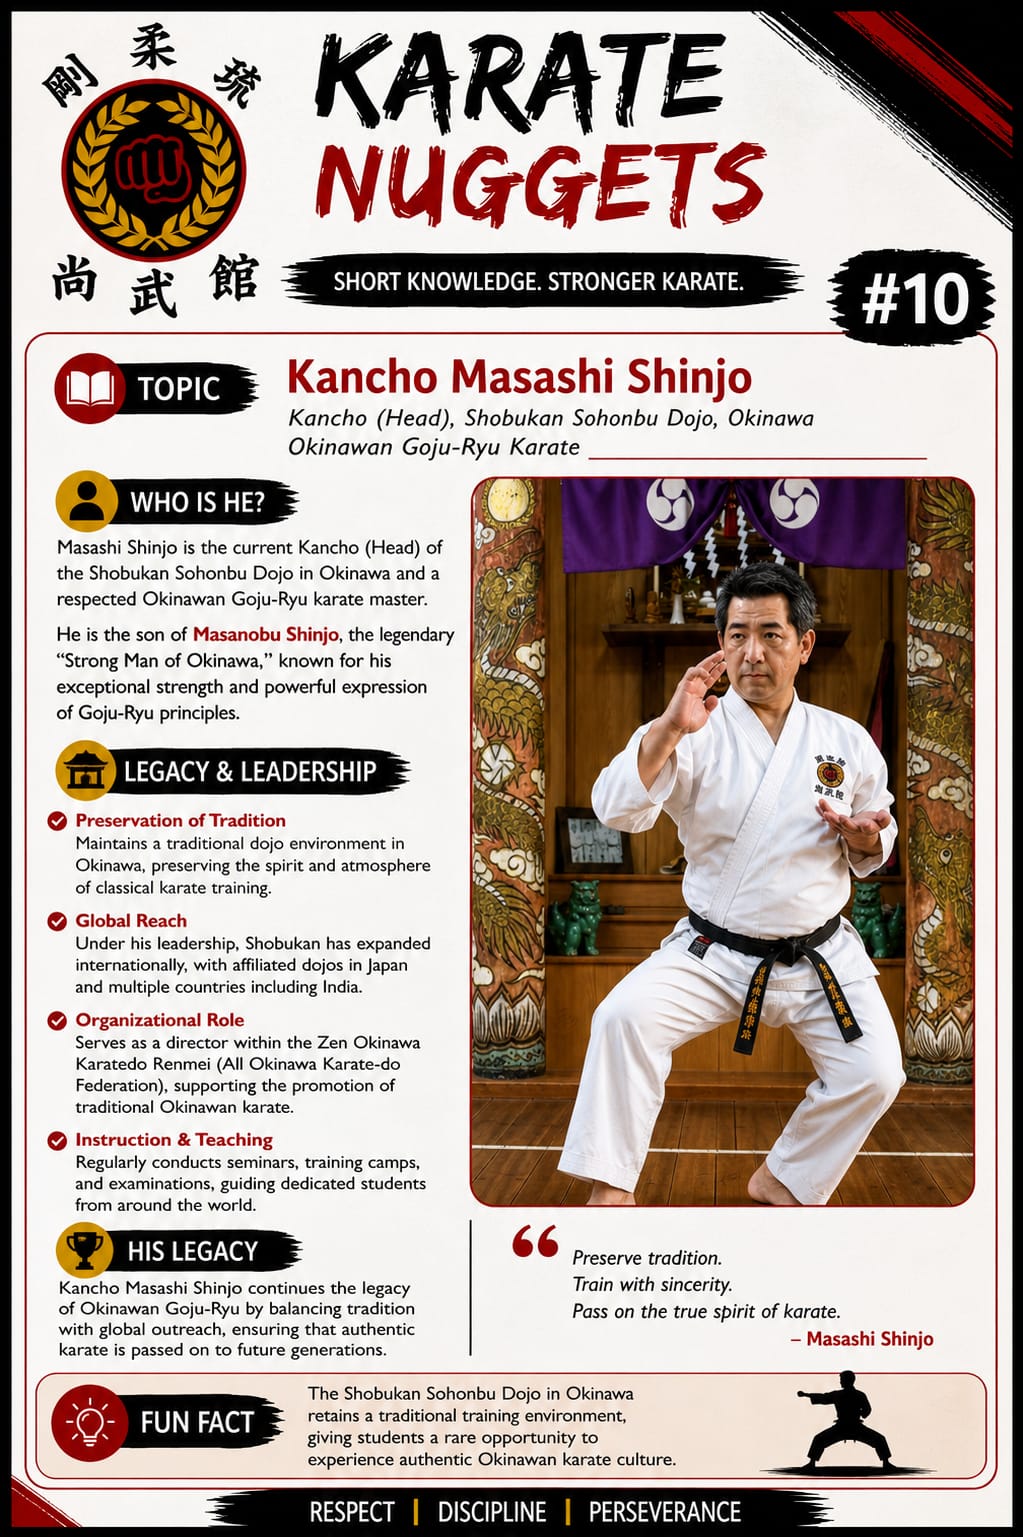 剛 柔 琉
尚 武 館
KARATE
NUGGETS
SHORT KNOWLEDGE. STRONGER KARATE.
#10
TOPIC
Kancho Masashi Shinjo
Kancho (Head), Shobukan Sohonbu Dojo, Okinawa
Okinawan Goju-Ryu Karate
WHO IS HE?
Masashi Shinjo is the current Kancho (Head) of
the Shobukan Sohonbu Dojo in Okinawa and a
respected Okinawan Goju-Ryu karate master.
He is the son of Masanobu Shinjo, the legendary
“Strong Man of Okinawa,” known for his
exceptional strength and powerful expression
of Goju-Ryu principles.
LEGACY & LEADERSHIP
Preservation of Tradition
Maintains a traditional dojo environment in
Okinawa, preserving the spirit and atmosphere
of classical karate training.
Global Reach
Under his leadership, Shobukan has expanded
internationally, with affiliated dojos in Japan
and multiple countries including India.
Organizational Role
Serves as a director within the Zen Okinawa
Karatedo Renmei (All Okinawa Karate-do
Federation), supporting the promotion of
traditional Okinawan karate.
Instruction & Teaching
Regularly conducts seminars, training camps,
and examinations, guiding dedicated students
from around the world.
HIS LEGACY
Kancho Masashi Shinjo continues the legacy
of Okinawan Goju-Ryu by balancing tradition
with global outreach, ensuring that authentic
karate is passed on to future generations.
“
Preserve tradition.
Train with sincerity.
Pass on the true spirit of karate.
– Masashi Shinjo
FUN FACT
The Shobukan Sohonbu Dojo in Okinawa
retains a traditional training environment,
giving students a rare opportunity to
experience authentic Okinawan karate culture.
RESPECT | DISCIPLINE | PERSEVERANCE